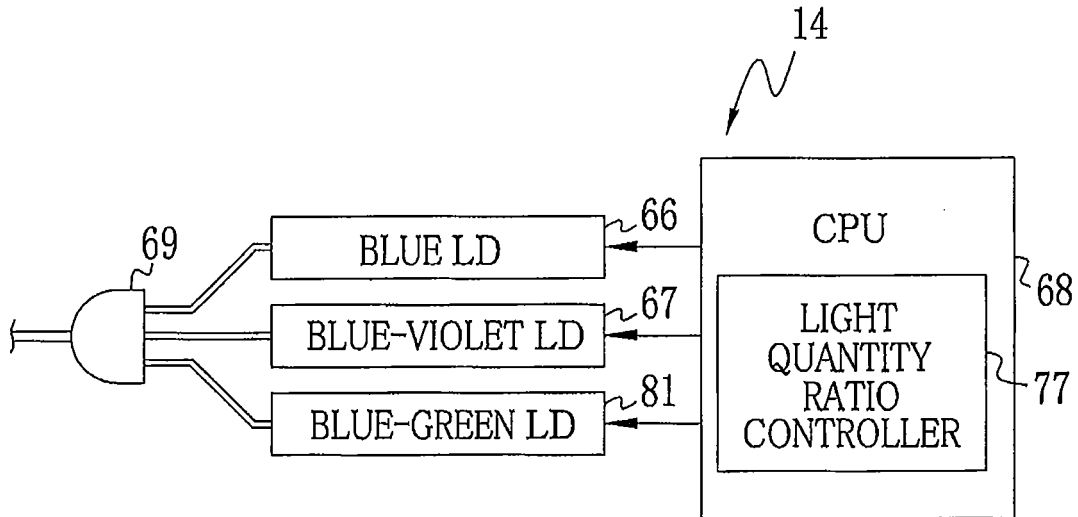 14
66
BLUE LD
CPU
69
68
67
BLUE-VIOLET LD
LIGHT
QUANTITY
RATIO
CONTROLLER
77
81
BLUE-GREEN LD